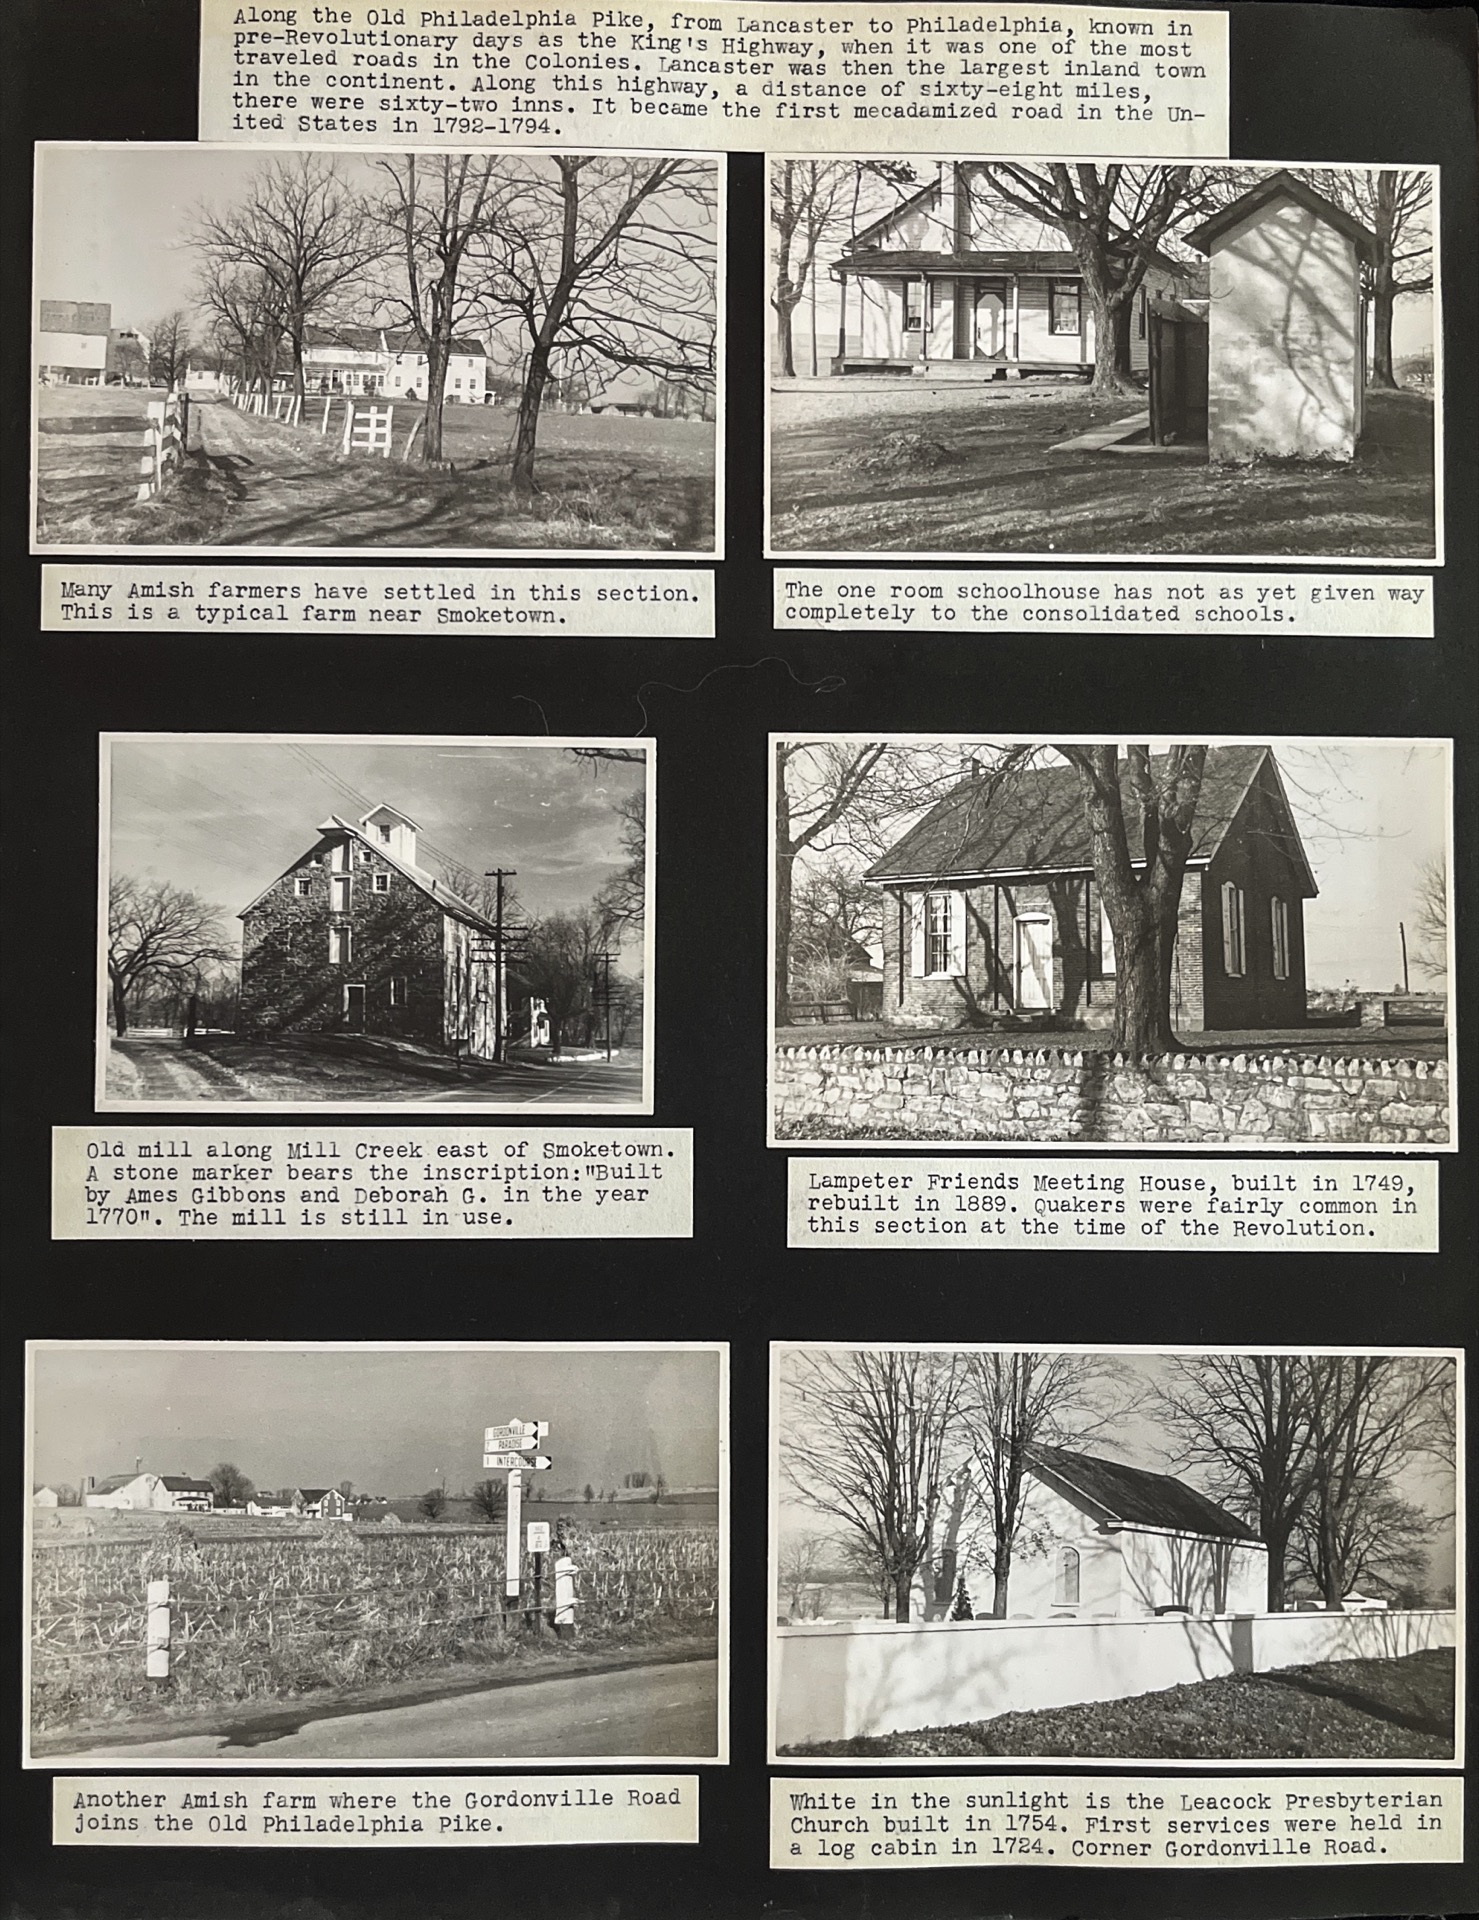 Along the Old Philadelphia Pike, from Lancaster to Philadelphia, known in
pre-Revolutionary days as the King's Highway, when it was one of the most
traveled roads in the Colonies. Lancaster was then the largest inland town
in the continent. Along this highway, a distance of sixty-eight miles,
there were sixty-two inns. It became the first mecadamized road in the Un-
ited States in 1792-1794.
Many Amish farmers have settled in this section.
This is a typical farm near Smoketown.
The one room schoolhouse has not as yet given way
completely to the consolidated schools.
Old mill along Mill Creek east of Smoketown.
A stone marker bears the inscription:"Built
by Ames Gibbons and Deborah G. in the year
1770". The mill is still in use.
Lampeter Friends Meeting House, built in 1749,
rebuilt in 1889. Quakers were fairly common in
this section at the time of the Revolution.
1 GORDONVILLE
2 PARADISE
1 INTERCOURSE
Another Amish farm where the Gordonville Road
joins the Old Philadelphia Pike.
White in the sunlight is the Leacock Presbyterian
Church built in 1754. First services were held in
a log cabin in 1724. Corner Gordonville Road.